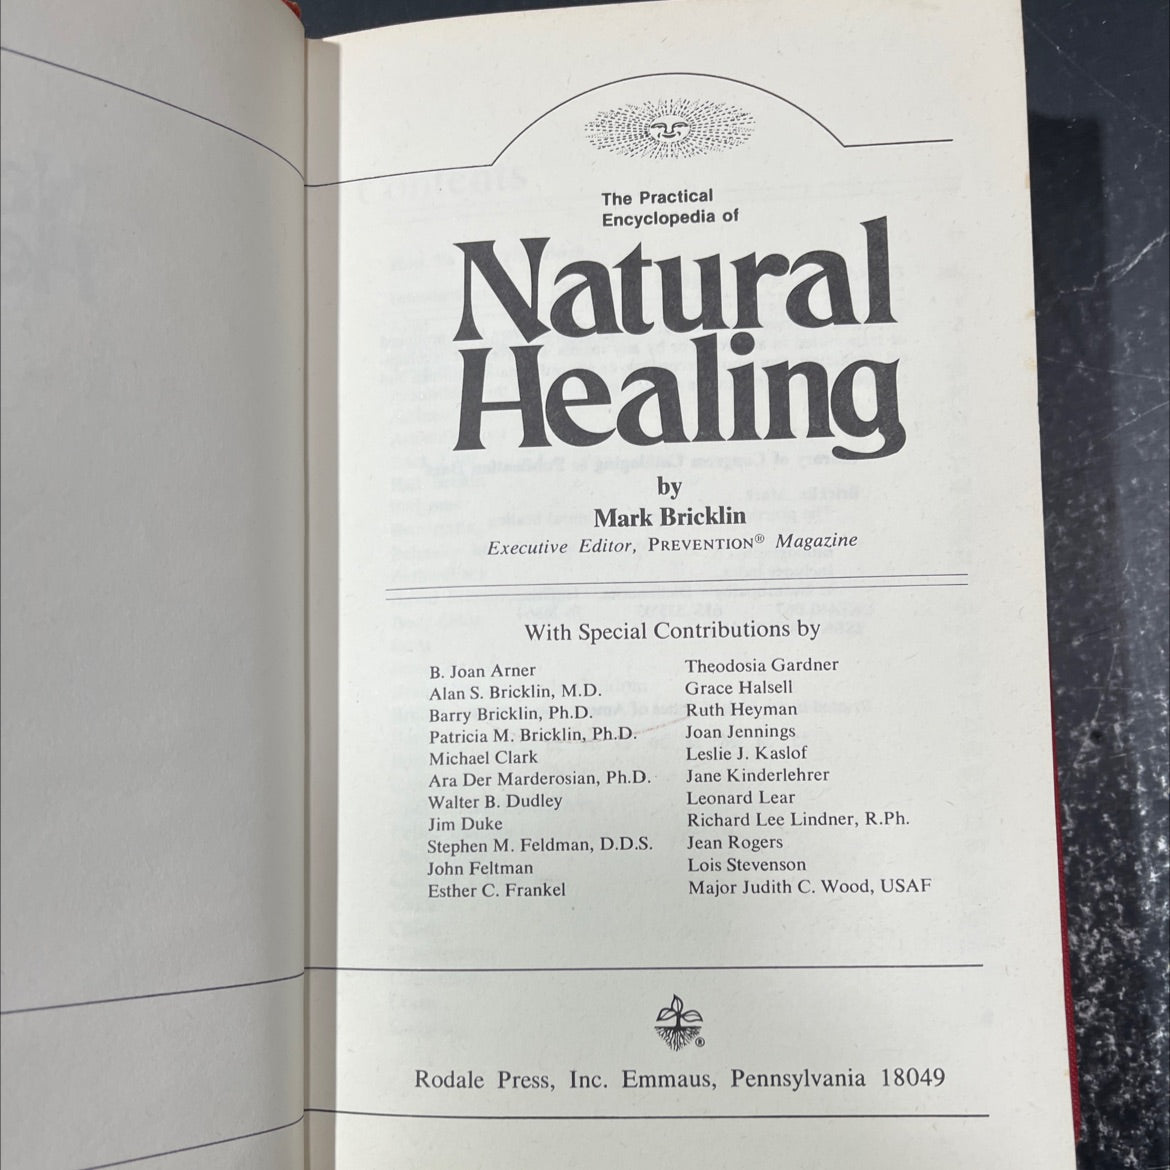 The Practical
Encyclopedia of
Natural
Healing
by
Mark Bricklin
Executive Editor, PREVENTION® Magazine
With Special Contributions by
B. Joan Arner
Alan S. Bricklin, M.D.
Barry Bricklin, Ph.D.
Patricia M. Bricklin, Ph.D.
Michael Clark
Ara Der Marderosian, Ph.D.
Walter B. Dudley
Jim Duke
Stephen M. Feldman, D.D.S.
John Feltman
Esther C. Frankel
Theodosia Gardner
Grace Halsell
Ruth Heyman
Joan Jennings
Leslie J. Kaslof
Jane Kinderlehrer
Leonard Lear
Richard Lee Lindner, R.Ph.
Jean Rogers
Lois Stevenson
Major Judith C. Wood, USAF
®
Rodale Press, Inc. Emmaus, Pennsylvania 18049